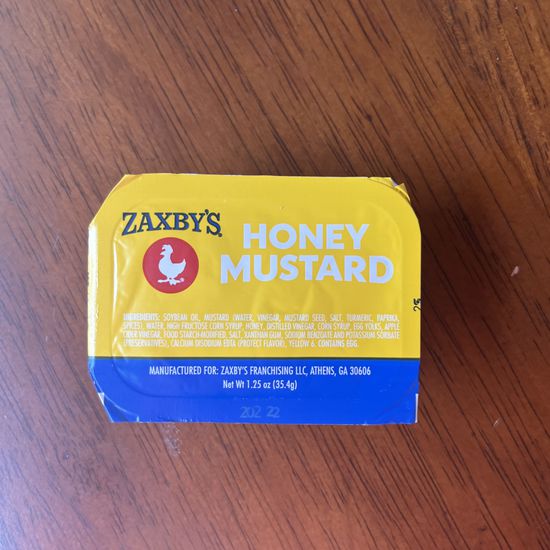 ZAXBY'S
HONEY
MUSTARD
INGREDIENTS: SOYBEAN OIL, MUSTARD (WATER, VINEGAR, MUSTARD SEED, SALT, TURMERIC, PAPRIKA,
SPICES), WATER, HIGH FRUCTOSE CORN SYRUP, HONEY, DISTILLED VINEGAR, CORN SYRUP, EGG YOLKS, APPLE
CIDER VINEGAR, FOOD STARCH-MODIFIED, SALT, XANTHAN GUM, SODIUM BENZOATE AND POTASSIUM SORBATE
(PRESERVATIVES), CALCIUM DISODIUM EDTA (PROTECT FLAVOR), YELLOW 6. CONTAINS EGG.
MANUFACTURED FOR: ZAXBY'S FRANCHISING LLC, ATHENS, GA 30606
Net Wt 1.25 oz (35.4g)
202 22